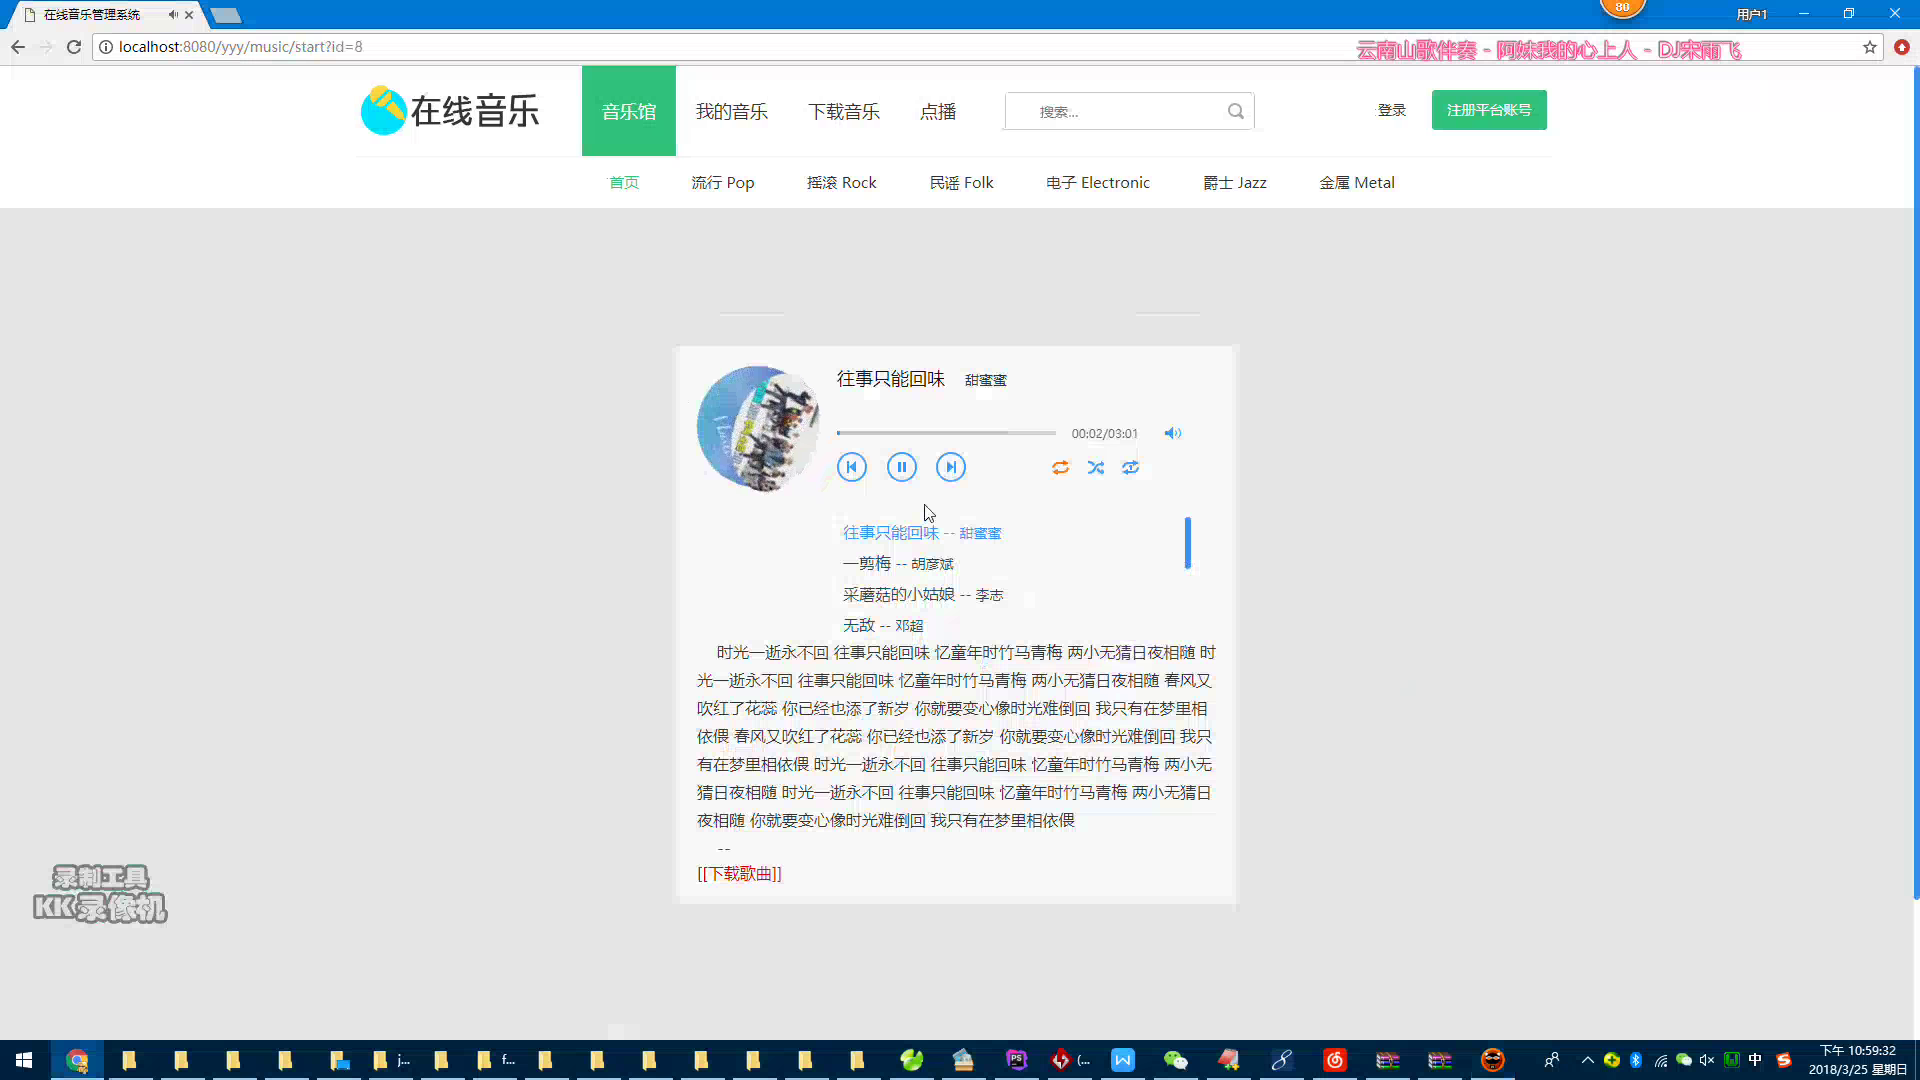 在线音乐管理系统
80
用户1
localhost:8080/yyy/music/start?id=8
云南山歌伴奏 - 阿妹我的心上人 - DJ宋雨飞
在线音乐
音乐馆 我的音乐 下载音乐 点播
搜索...
登录
注册平台账号
首页 流行 Pop 摇滚 Rock 民谣 Folk 电子 Electronic 爵士 Jazz 金属 Metal
往事只能回味 甜蜜蜜
00:02/03:01
往事只能回味 -- 甜蜜蜜
一剪梅 -- 胡彦斌
采蘑菇的小姑娘 -- 李志
无敌 -- 邓超
时光一逝永不回 往事只能回味 忆童年时竹马青梅 两小无猜日夜相随 时
光一逝永不回 往事只能回味 忆童年时竹马青梅 两小无猜日夜相随 春风又
吹红了花蕊 你已经也添了新岁 你就要变心像时光难倒回 我只有在梦里相
依偎 春风又吹红了花蕊 你已经也添了新岁 你就要变心像时光难倒回 我只
有在梦里相依偎 时光一逝永不回 往事只能回味 忆童年时竹马青梅 两小无
猜日夜相随 时光一逝永不回 往事只能回味 忆童年时竹马青梅 两小无猜日
夜相随 你就要变心像时光难倒回 我只有在梦里相依偎
--
[[下载歌曲]]
录制工具
KK录像机
j... f... (... 中
下午 10:59:32
2018/3/25 星期日